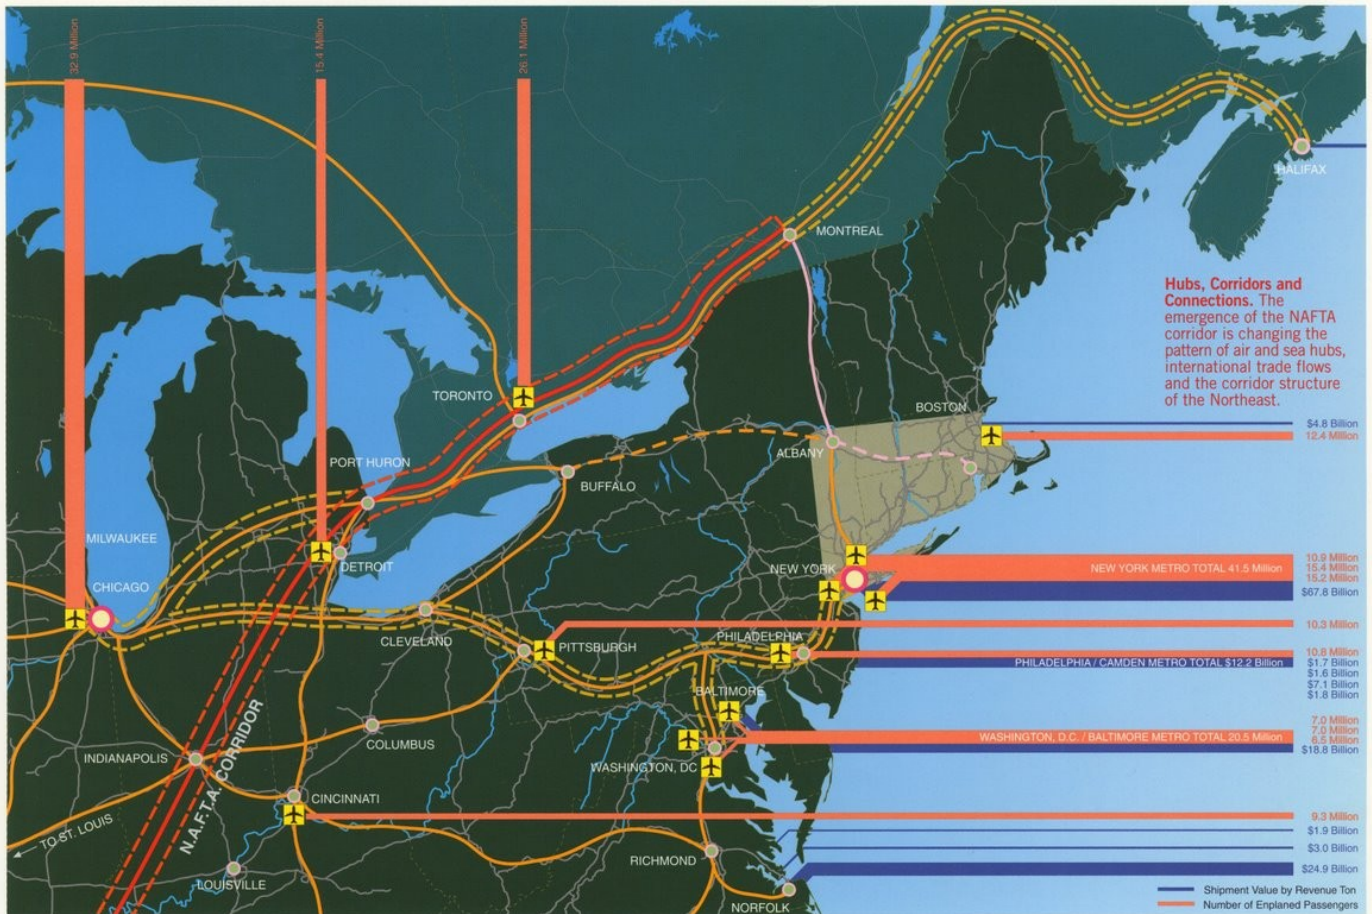 32.9 Million
15.4 Million
26.1 Million
HALIFAX
MONTREAL
Hubs, Corridors and
Connections. The
emergence of the NAFTA
corridor is changing the
pattern of air and sea hubs,
international trade flows
and the corridor structure
of the Northeast.
TORONTO
BOSTON
$4.8 Billion
12.4 Million
ALBANY
PORT HURON
BUFFALO
MILWAUKEE
DETROIT
CHICAGO
NEW YORK
NEW YORK METRO TOTAL 41.5 Million
10.9 Million
15.4 Million
15.2 Million
$67.8 Billion
CLEVELAND
PITTSBURGH
10.3 Million
PHILADELPHIA
10.8 Million
PHILADELPHIA / CAMDEN METRO TOTAL $12.2 Billion
$1.7 Billion
$1.6 Billion
$7.1 Billion
$1.8 Billion
BALTIMORE
7.0 Million
7.0 Million
6.5 Million
WASHINGTON, D.C. / BALTIMORE METRO TOTAL 20.5 Million
$18.8 Billion
COLUMBUS
INDIANAPOLIS
WASHINGTON, DC
N.A.F.T.A. CORRIDOR
CINCINNATI
9.3 Million
TO ST. LOUIS
$1.9 Billion
$3.0 Billion
RICHMOND
$24.9 Billion
LOUISVILLE
NORFOLK
Shipment Value by Revenue Ton
Number of Enplaned Passengers